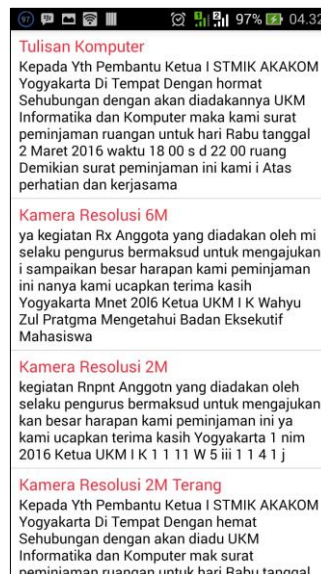 97% 04.32
Tulisan Komputer
Kepada Yth Pembantu Ketua I STMIK AKAKOM
Yogyakarta Di Tempat Dengan hormat
Sehubungan dengan akan diadakannya UKM
Informatika dan Komputer maka kami surat
peminjaman ruangan untuk hari Rabu tanggal
2 Maret 2016 waktu 18 00 s d 22 00 ruang
Demikian surat peminjaman ini kami i Atas
perhatian dan kerjasama
Kamera Resolusi 6M
ya kegiatan Rx Anggota yang diadakan oleh mi
selaku pengurus bermaksud untuk mengajukan
i sampaikan besar harapan kami peminjaman
ini nanya kami ucapkan terima kasih
Yogyakarta Mnet 20l6 Ketua UKM I K Wahyu
Zul Pratgma Mengetahui Badan Eksekutif
Mahasiswa
Kamera Resolusi 2M
kegiatan Rnpnt Anggotn yang diadakan oleh
selaku pengurus bermaksud untuk mengajukan
kan besar harapan kami peminjaman ini ya
kami ucapkan terima kasih Yogyakarta 1 nim
2016 Ketua UKM I K 1 1 11 W 5 iii 1 1 4 1 j
Kamera Resolusi 2M Terang
Kepada Yth Pembantu Ketua I STMIK AKAKOM
Yogyakarta Di Tempat Dengan hemat
Sehubungan dengan akan diadu UKM
Informatika dan Komputer mak surat
peminjaman ruangan untuk hari Rabu tanggal